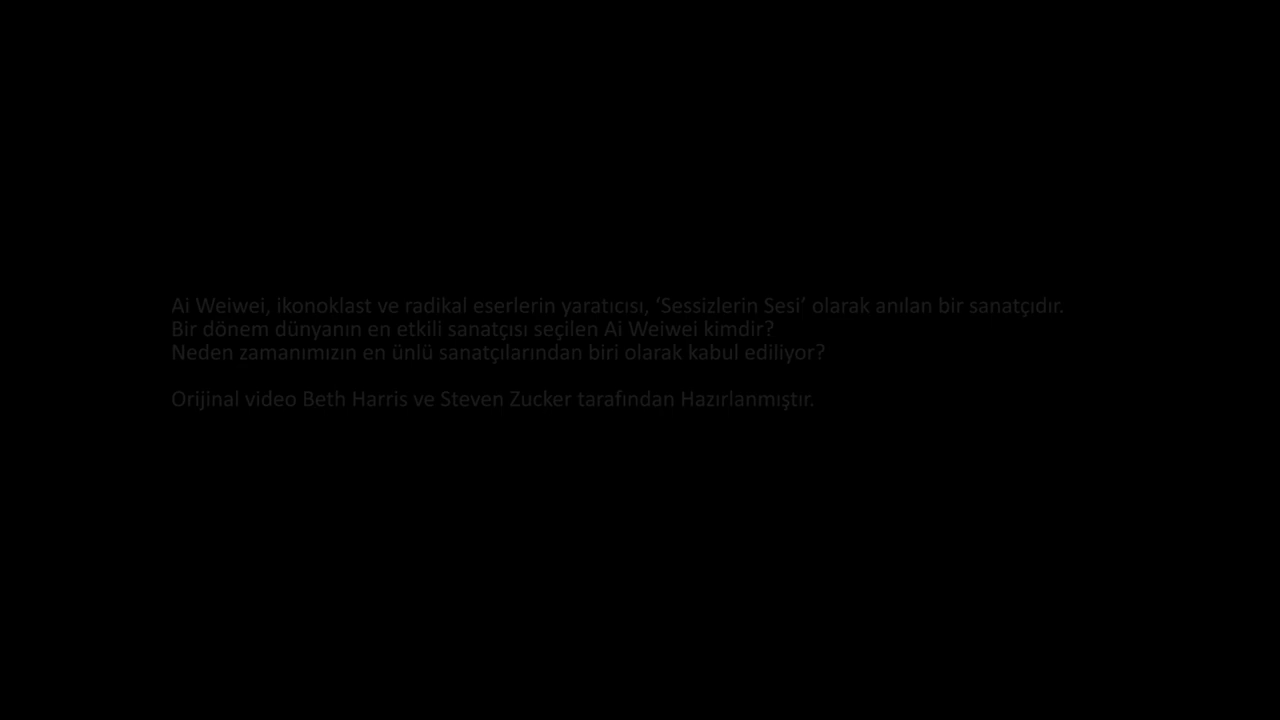 Ai Weiwei, ikonoklast ve radikal eserlerin yaratıcısı, ‘Sessizlerin Sesi’ olarak anılan bir sanatçıdır.
Bir dönem dünyanın en etkili sanatçısı seçilen Ai Weiwei kimdir?
Neden zamanımızın en ünlü sanatçılarından biri olarak kabul ediliyor?
Orijinal video Beth Harris ve Steven Zucker tarafından Hazırlanmıştır.